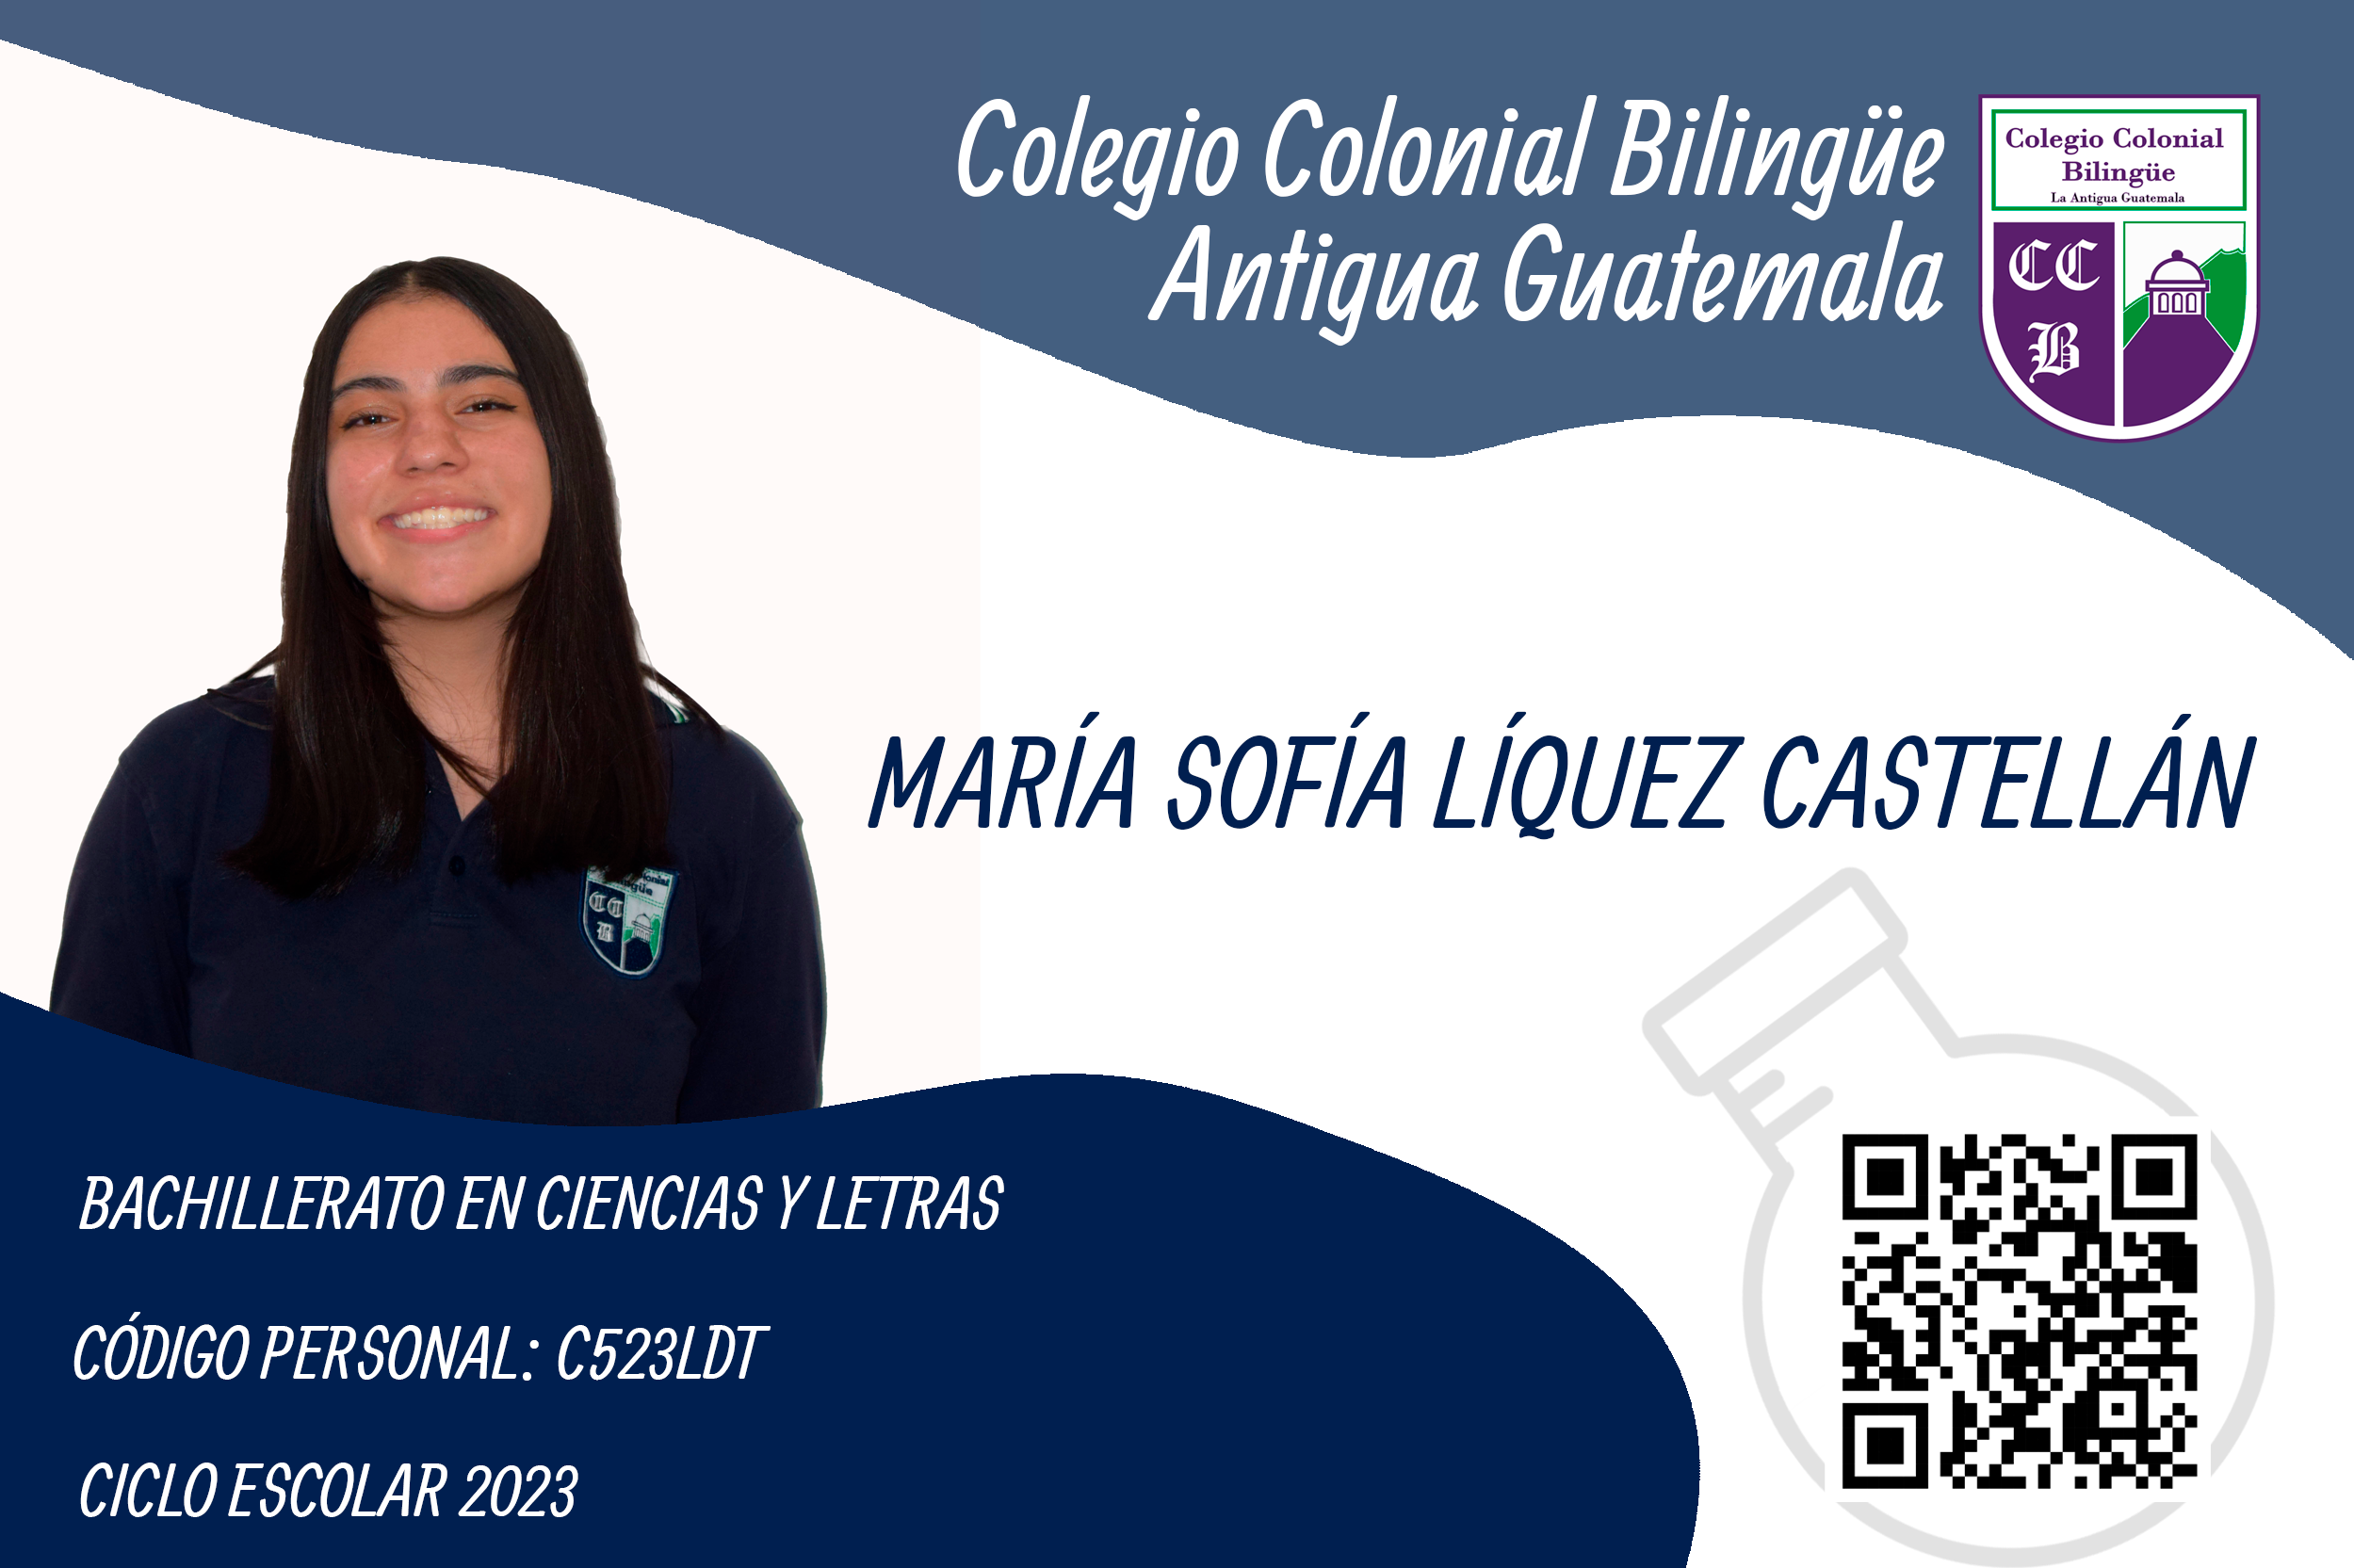 Colegio Colonial Bilingüe
Antigua Guatemala
Colegio Colonial
Bilingüe
La Antigua Guatemala
CC
B
MARÍA SOFÍA LÍQUEZ CASTELLÁN
CC
B
BACHILLERATO EN CIENCIAS Y LETRAS
CÓDIGO PERSONAL: C523LDT
CICLO ESCOLAR 2023